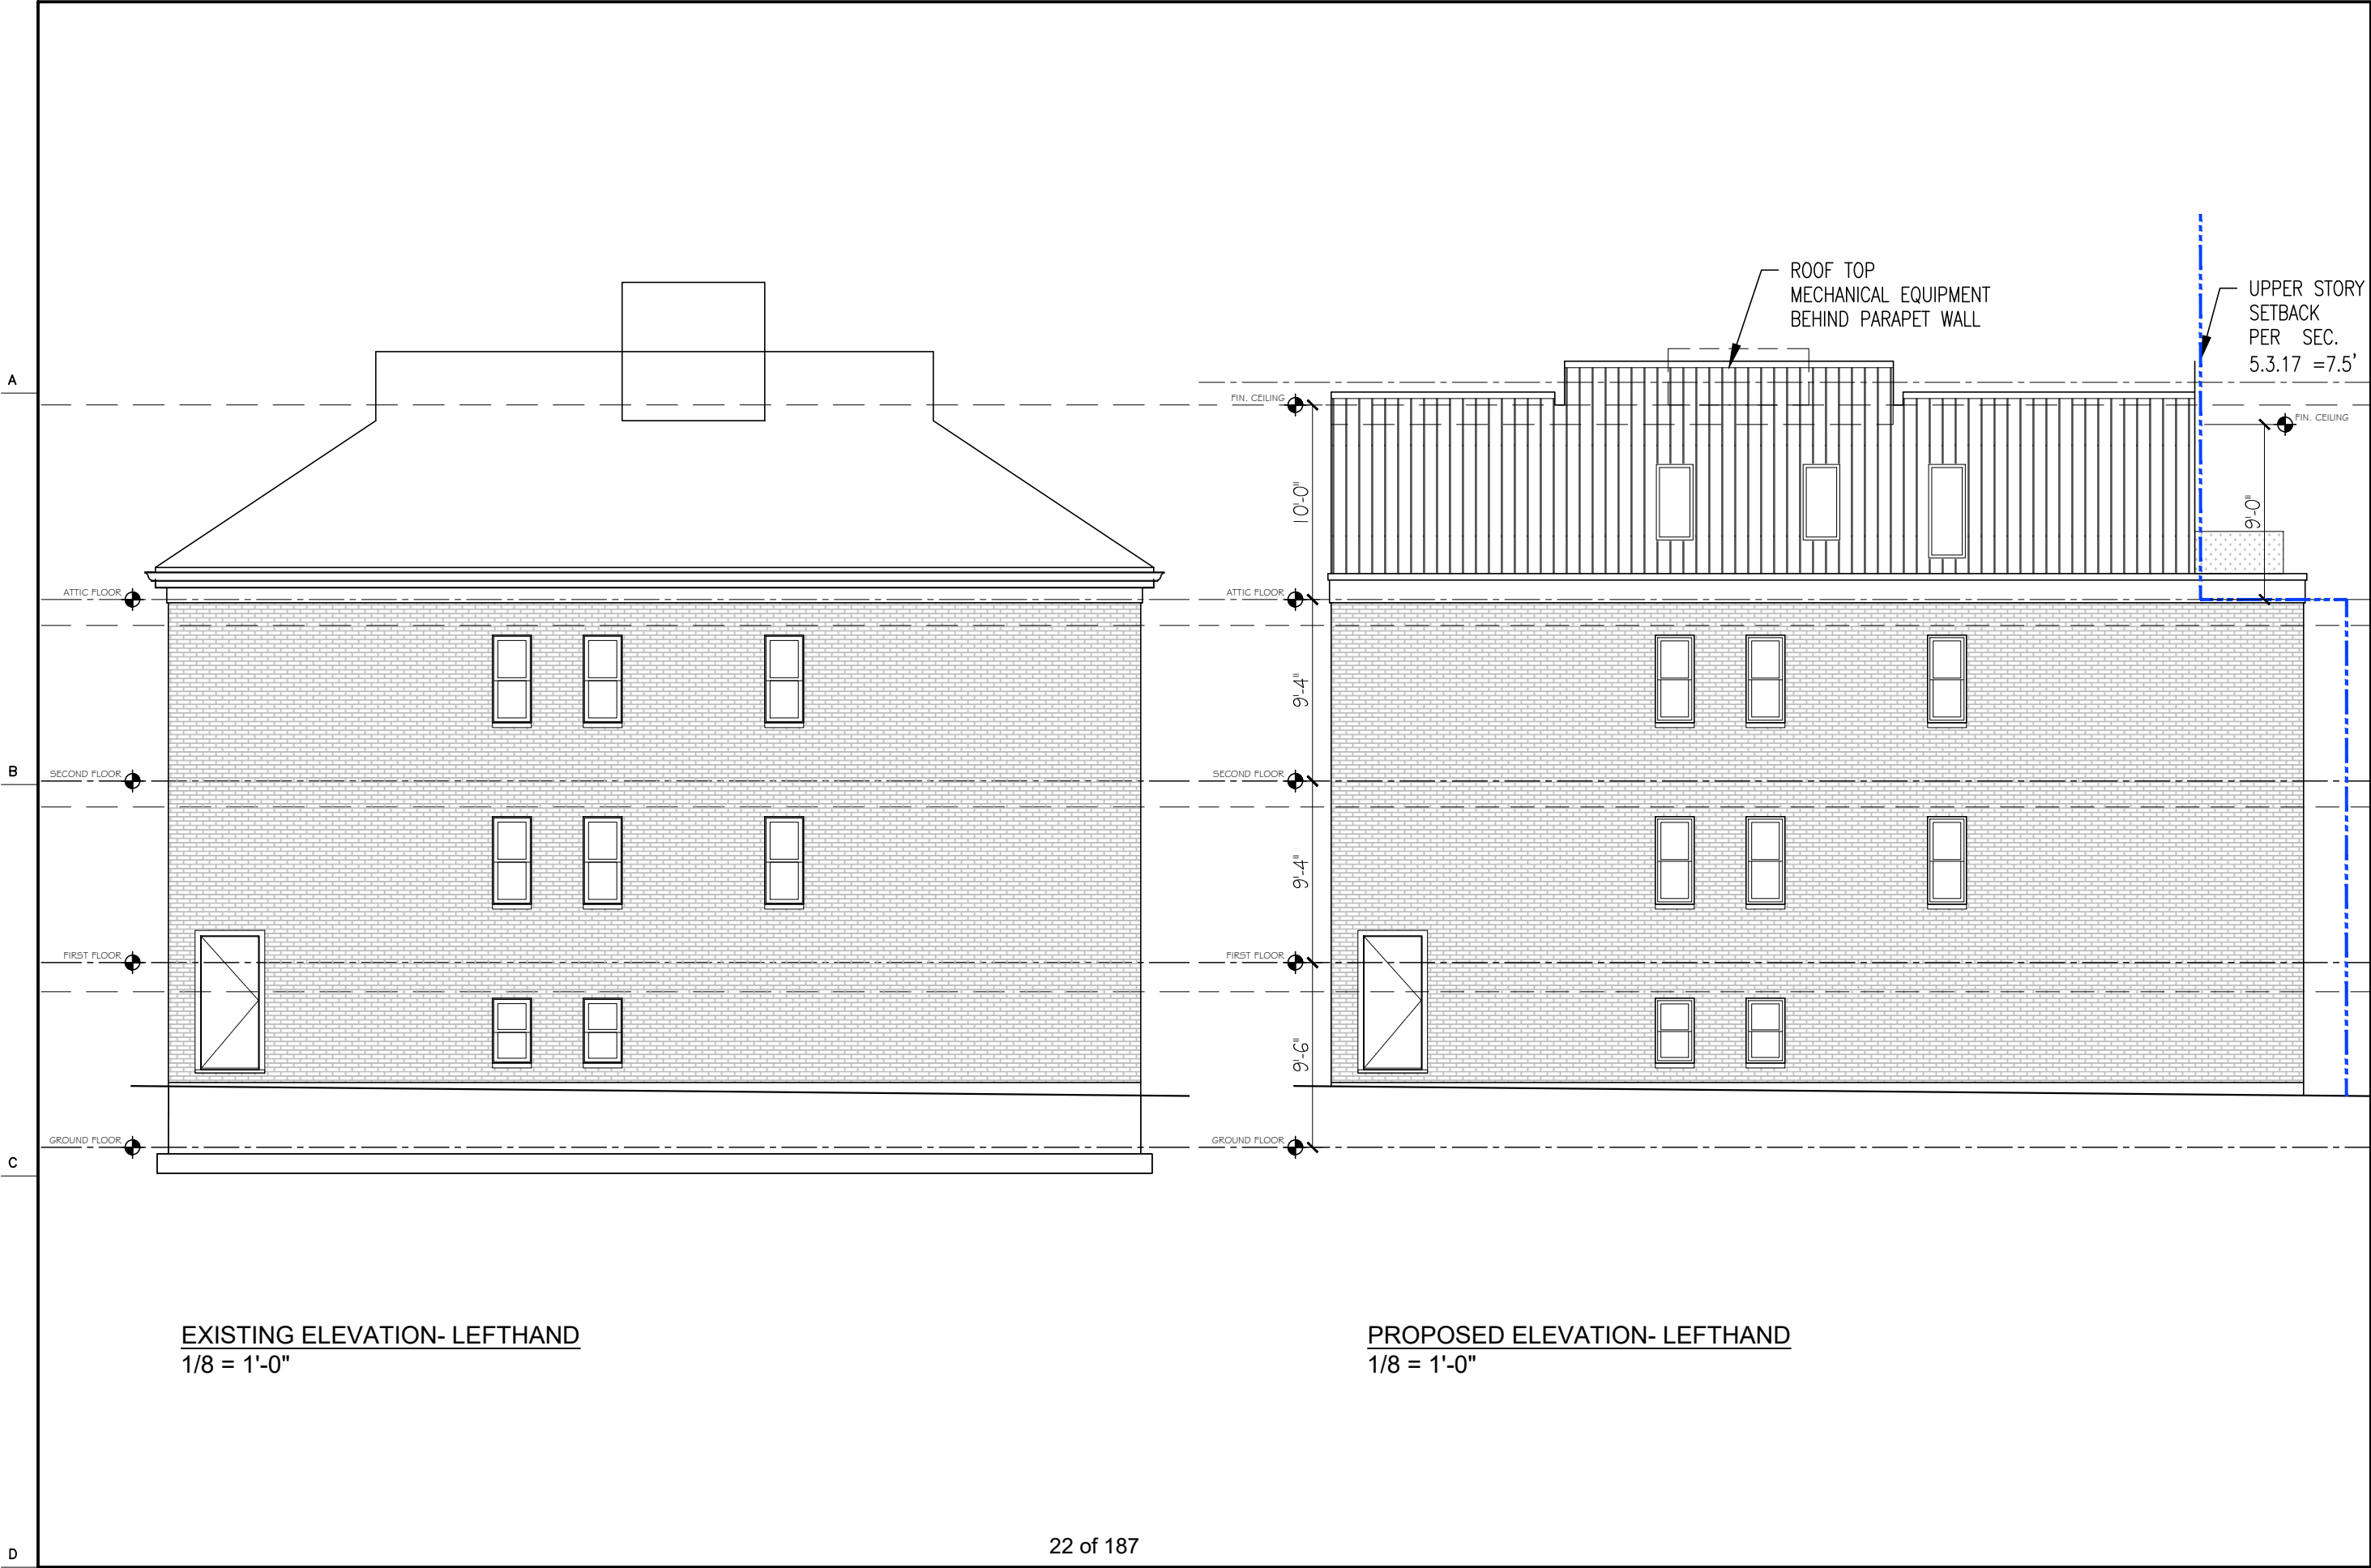 ROOF TOP
MECHANICAL EQUIPMENT
BEHIND PARAPET WALL
UPPER STORY
SETBACK
PER SEC.
5.3.17 =7.5'
A
FIN. CEILING
FIN. CEILING
10'-0"
9'-0"
ATTIC FLOOR
ATTIC FLOOR
9'-4"
B
SECOND FLOOR
SECOND FLOOR
9'-4"
FIRST FLOOR
FIRST FLOOR
9'-6"
GROUND FLOOR
GROUND FLOOR
C
EXISTING ELEVATION- LEFTHAND
1/8 = 1'-0"
PROPOSED ELEVATION- LEFTHAND
1/8 = 1'-0"
22 of 187
D